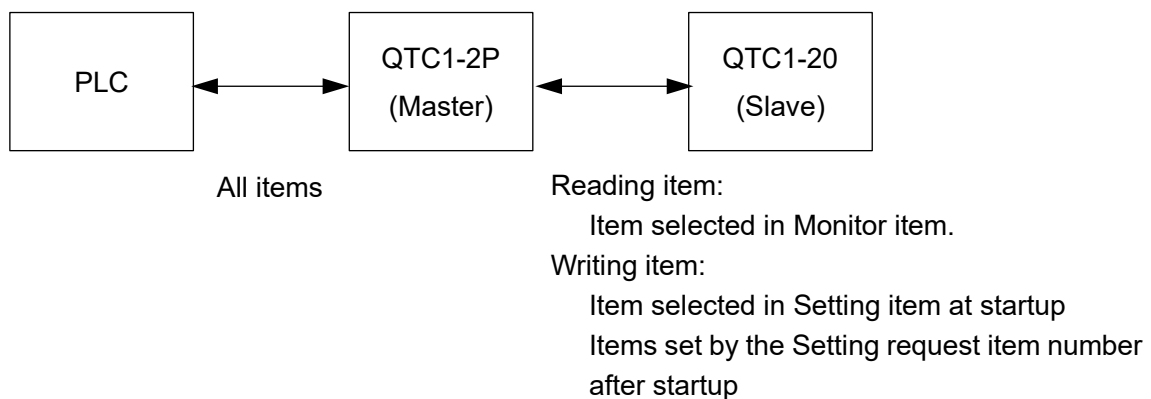 PLC
QTC1-2P
(Master)
QTC1-20
(Slave)
All items
Reading item:
Item selected in Monitor item.
Writing item:
Item selected in Setting item at startup
Items set by the Setting request item number
after startup